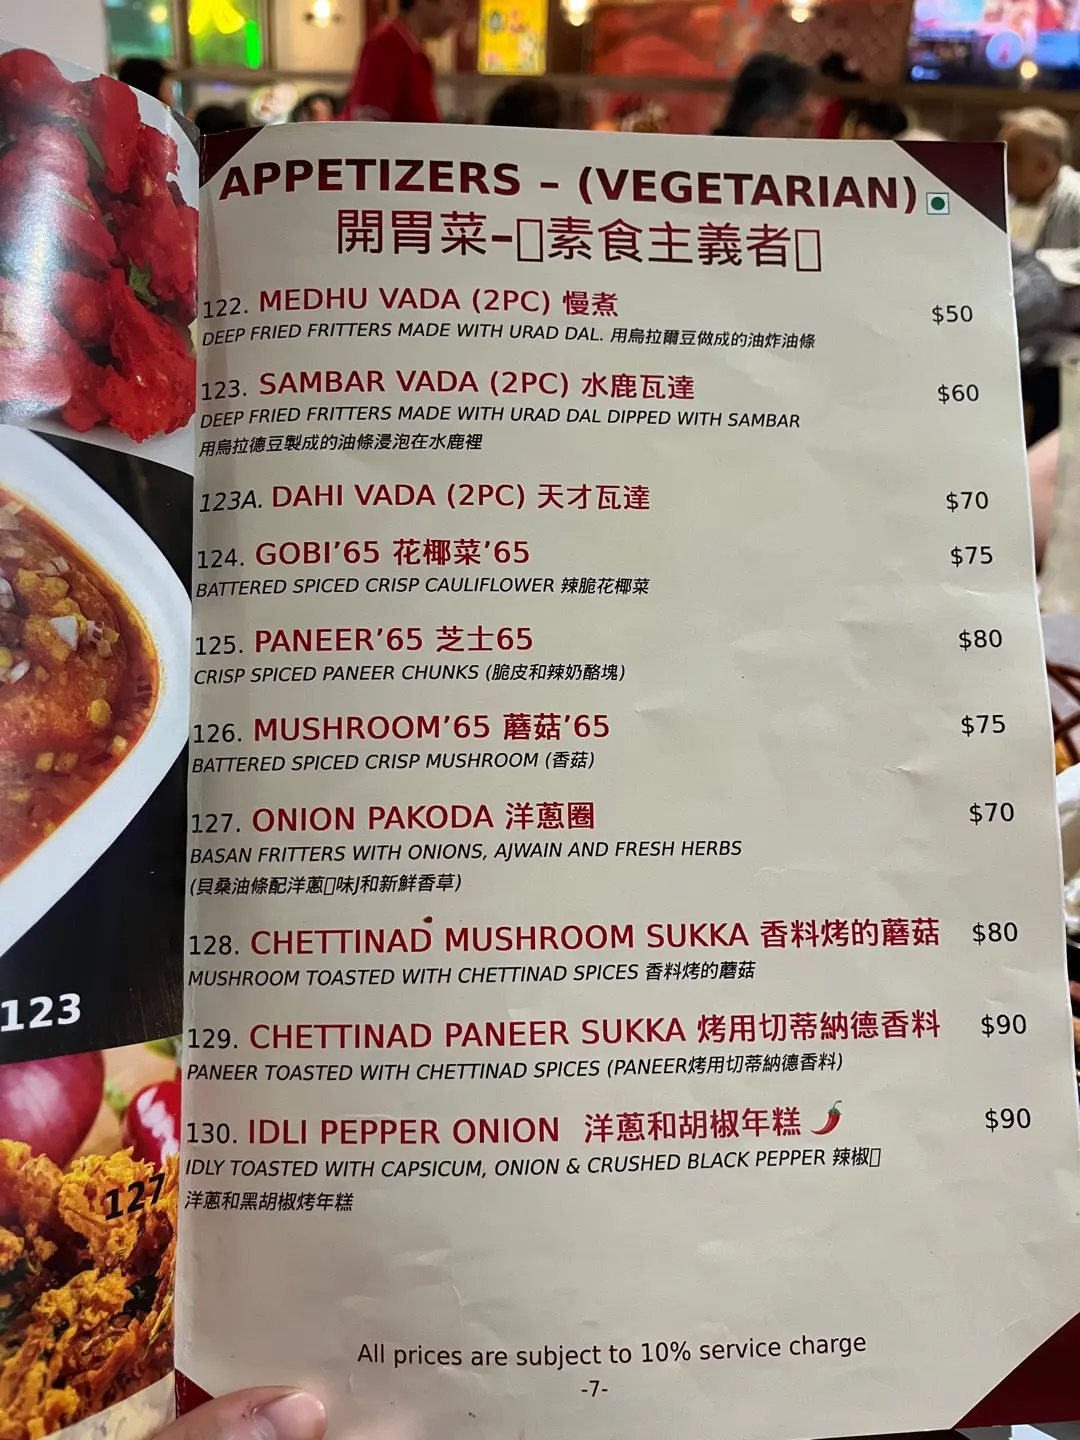 APPETIZERS – (VEGETARIAN)
開胃菜–▯素食主義者▯
122. MEDHU VADA (2PC) 慢煮 $50
DEEP FRIED FRITTERS MADE WITH URAD DAL. 用烏拉爾豆做成的油炸油條
123. SAMBAR VADA (2PC) 水鹿瓦達 $60
DEEP FRIED FRITTERS MADE WITH URAD DAL DIPPED WITH SAMBAR
用烏拉德豆製成的油條浸泡在水鹿裡
123A. DAHI VADA (2PC) 天才瓦達 $70
124. GOBI’65 花椰菜’65 $75
BATTERED SPICED CRISP CAULIFLOWER 辣脆花椰菜
125. PANEER’65 芝士65 $80
CRISP SPICED PANEER CHUNKS (脆皮和辣奶酪塊)
126. MUSHROOM’65 蘑菇’65 $75
BATTERED SPICED CRISP MUSHROOM (香菇)
127. ONION PAKODA 洋蔥圈 $70
BASAN FRITTERS WITH ONIONS, AJWAIN AND FRESH HERBS
(貝桑油條配洋蔥▯味J和新鮮香草)
128. CHETTINAD MUSHROOM SUKKA 香料烤的蘑菇 $80
MUSHROOM TOASTED WITH CHETTINAD SPICES 香料烤的蘑菇
129. CHETTINAD PANEER SUKKA 烤用切蒂納德香料 $90
PANEER TOASTED WITH CHETTINAD SPICES (PANEER烤用切蒂納德香料)
130. IDLI PEPPER ONION 洋蔥和胡椒年糕 $90
IDLY TOASTED WITH CAPSICUM, ONION & CRUSHED BLACK PEPPER 辣椒▯
洋蔥和黑胡椒烤年糕
All prices are subject to 10% service charge
-7-
123
127